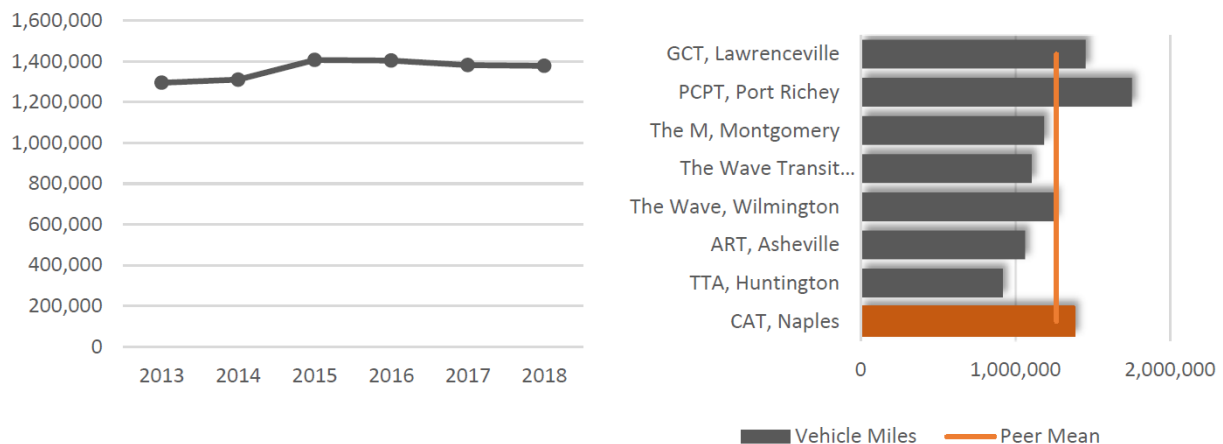 1,600,000
1,400,000
1,200,000
1,000,000
800,000
600,000
400,000
200,000
0
2013 2014 2015 2016 2017 2018
GCT, Lawrenceville
PCPT, Port Richey
The M, Montgomery
The Wave Transit...
The Wave, Wilmington
ART, Asheville
TTA, Huntington
CAT, Naples
0 1,000,000 2,000,000
Vehicle Miles Peer Mean